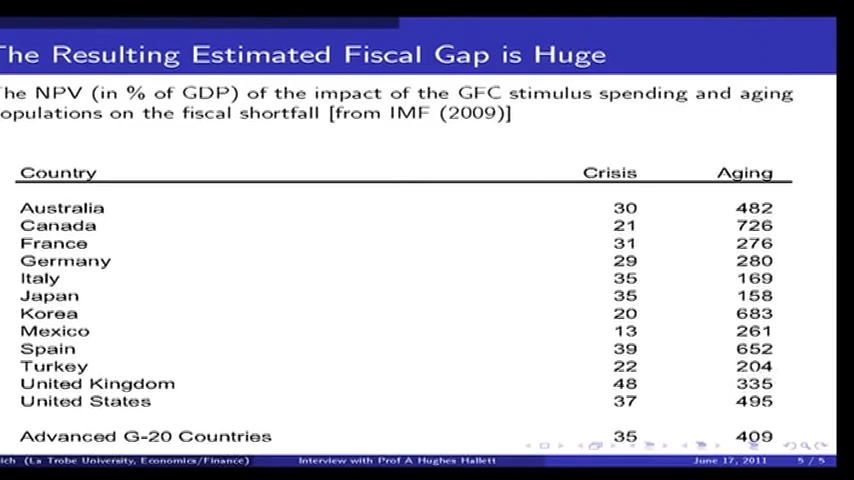 he Resulting Estimated Fiscal Gap is Huge
he NPV (in % of GDP) of the impact of the GFC stimulus spending and aging
opulations on the fiscal shortfall [from IMF (2009)]
Country Crisis Aging
Australia 30 482
Canada 21 726
France 31 276
Germany 29 280
Italy 35 169
Japan 35 158
Korea 20 683
Mexico 13 261
Spain 39 652
Turkey 22 204
United Kingdom 48 335
United States 37 495
Advanced G-20 Countries 35 409
ich (La Trobe University, Economics/Finance) Interview with Prof A Hughes Hallett June 17, 2011 5 / 5